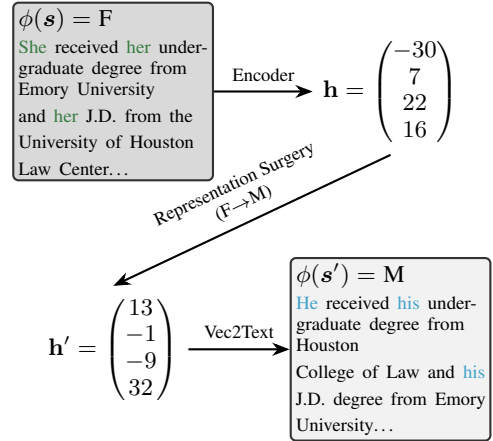 ϕ(s) = F
She received her under-
graduate degree from
Emory University
and her J.D. from the
University of Houston
Law Center...
Encoder
h = (−30
7
22
16)
Representation Surgery
(F→M)
h′ = (13
−1
−9
32)
Vec2Text
ϕ(s′) = M
He received his under-
graduate degree from
Houston
College of Law and his
J.D. degree from Emory
University...